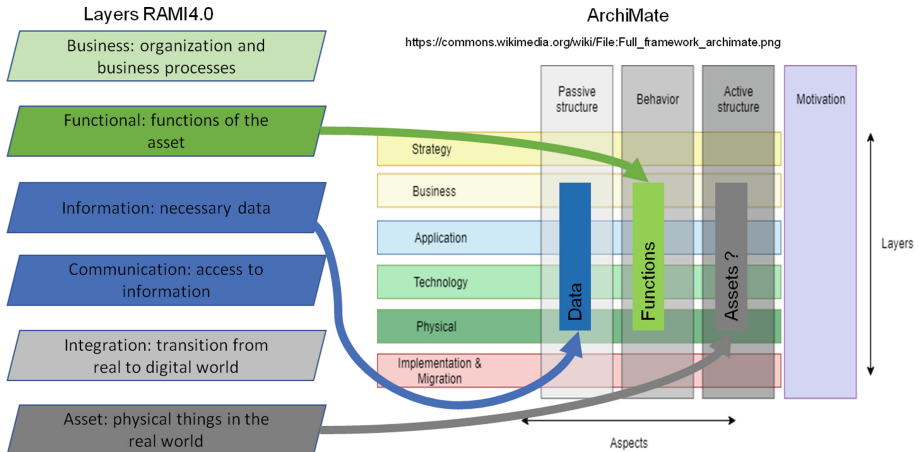 Layers RAMI4.0
Business: organization and
business processes
Functional: functions of the
asset
Information: necessary data
Communication: access to
information
Integration: transition from
real to digital world
Asset: physical things in the
real world
ArchiMate
https://commons.wikimedia.org/wiki/File:Full_framework_archimate.png
Passive
structure
Behavior
Active
structure
Motivation
Strategy
Business
Application
Technology
Physical
Implementation &
Migration
Data
Functions
Assets ?
Layers
Aspects